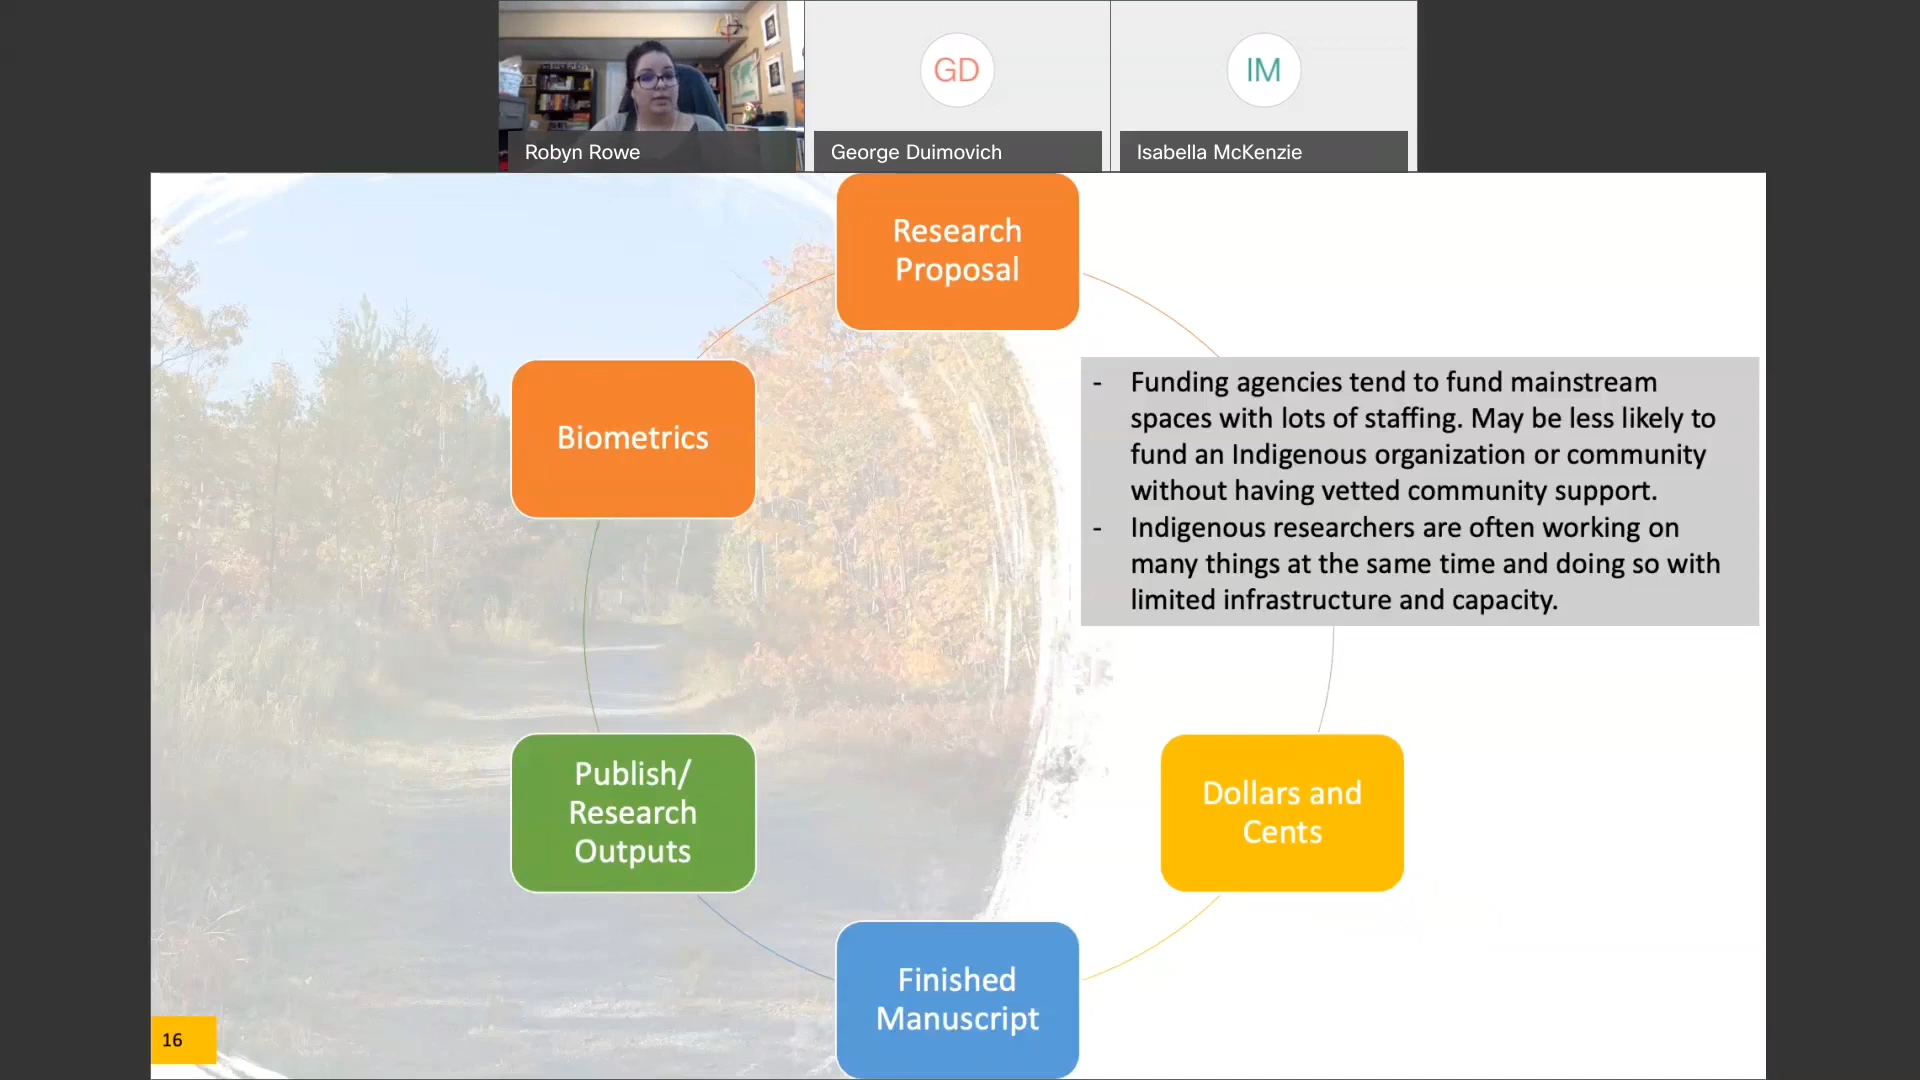 Robyn Rowe
GD
George Duimovich
IM
Isabella McKenzie
Research
Proposal
Biometrics
- Funding agencies tend to fund mainstream
spaces with lots of staffing. May be less likely to
fund an Indigenous organization or community
without having vetted community support.
- Indigenous researchers are often working on
many things at the same time and doing so with
limited infrastructure and capacity.
Publish/
Research
Outputs
Dollars and
Cents
Finished
Manuscript
16